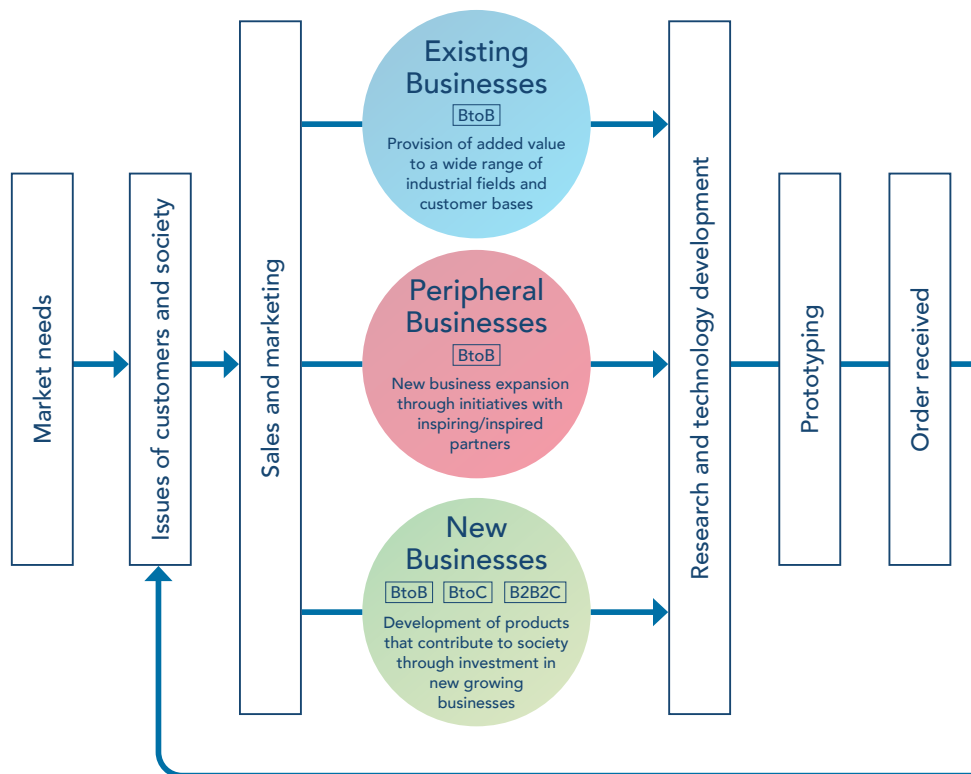 Market needs
Issues of customers and society
Sales and marketing
Existing
Businesses
BtoB
Provision of added value
to a wide range of
industrial fields and
customer bases
Peripheral
Businesses
BtoB
New business expansion
through initiatives with
inspiring/inspired
partners
New
Businesses
BtoB BtoC B2B2C
Development of products
that contribute to society
through investment in
new growing
businesses
Research and technology development
Prototyping
Order received